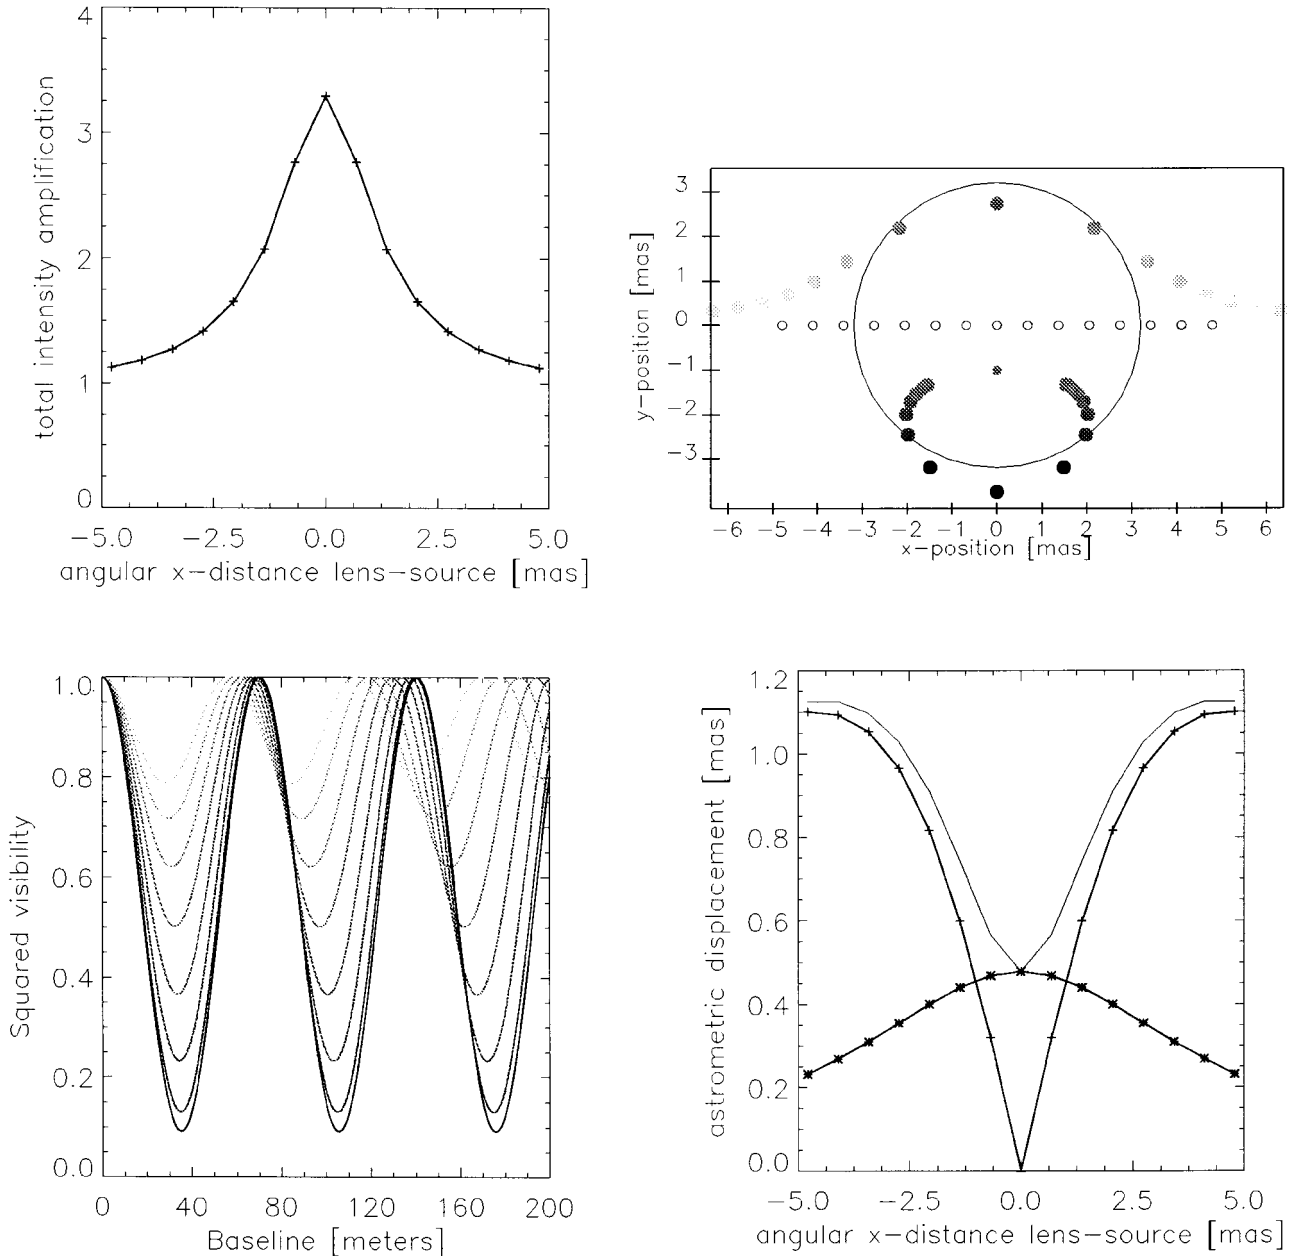 4
3
2
1
0
total intensity amplification
-5.0 -2.5 0.0 2.5 5.0
angular x-distance lens-source [mas]
3
2
1
0
-1
-2
-3
y-position [mas]
-6 -5 -4 -3 -2 -1 0 1 2 3 4 5 6
x-position [mas]
1.0
0.8
0.6
0.4
0.2
0.0
Squared visibility
0 40 80 120 160 200
Baseline [meters]
1.2
1.0
0.8
0.6
0.4
0.2
0.0
astrometric displacement [mas]
-5.0 -2.5 0.0 2.5 5.0
angular x-distance lens-source [mas]